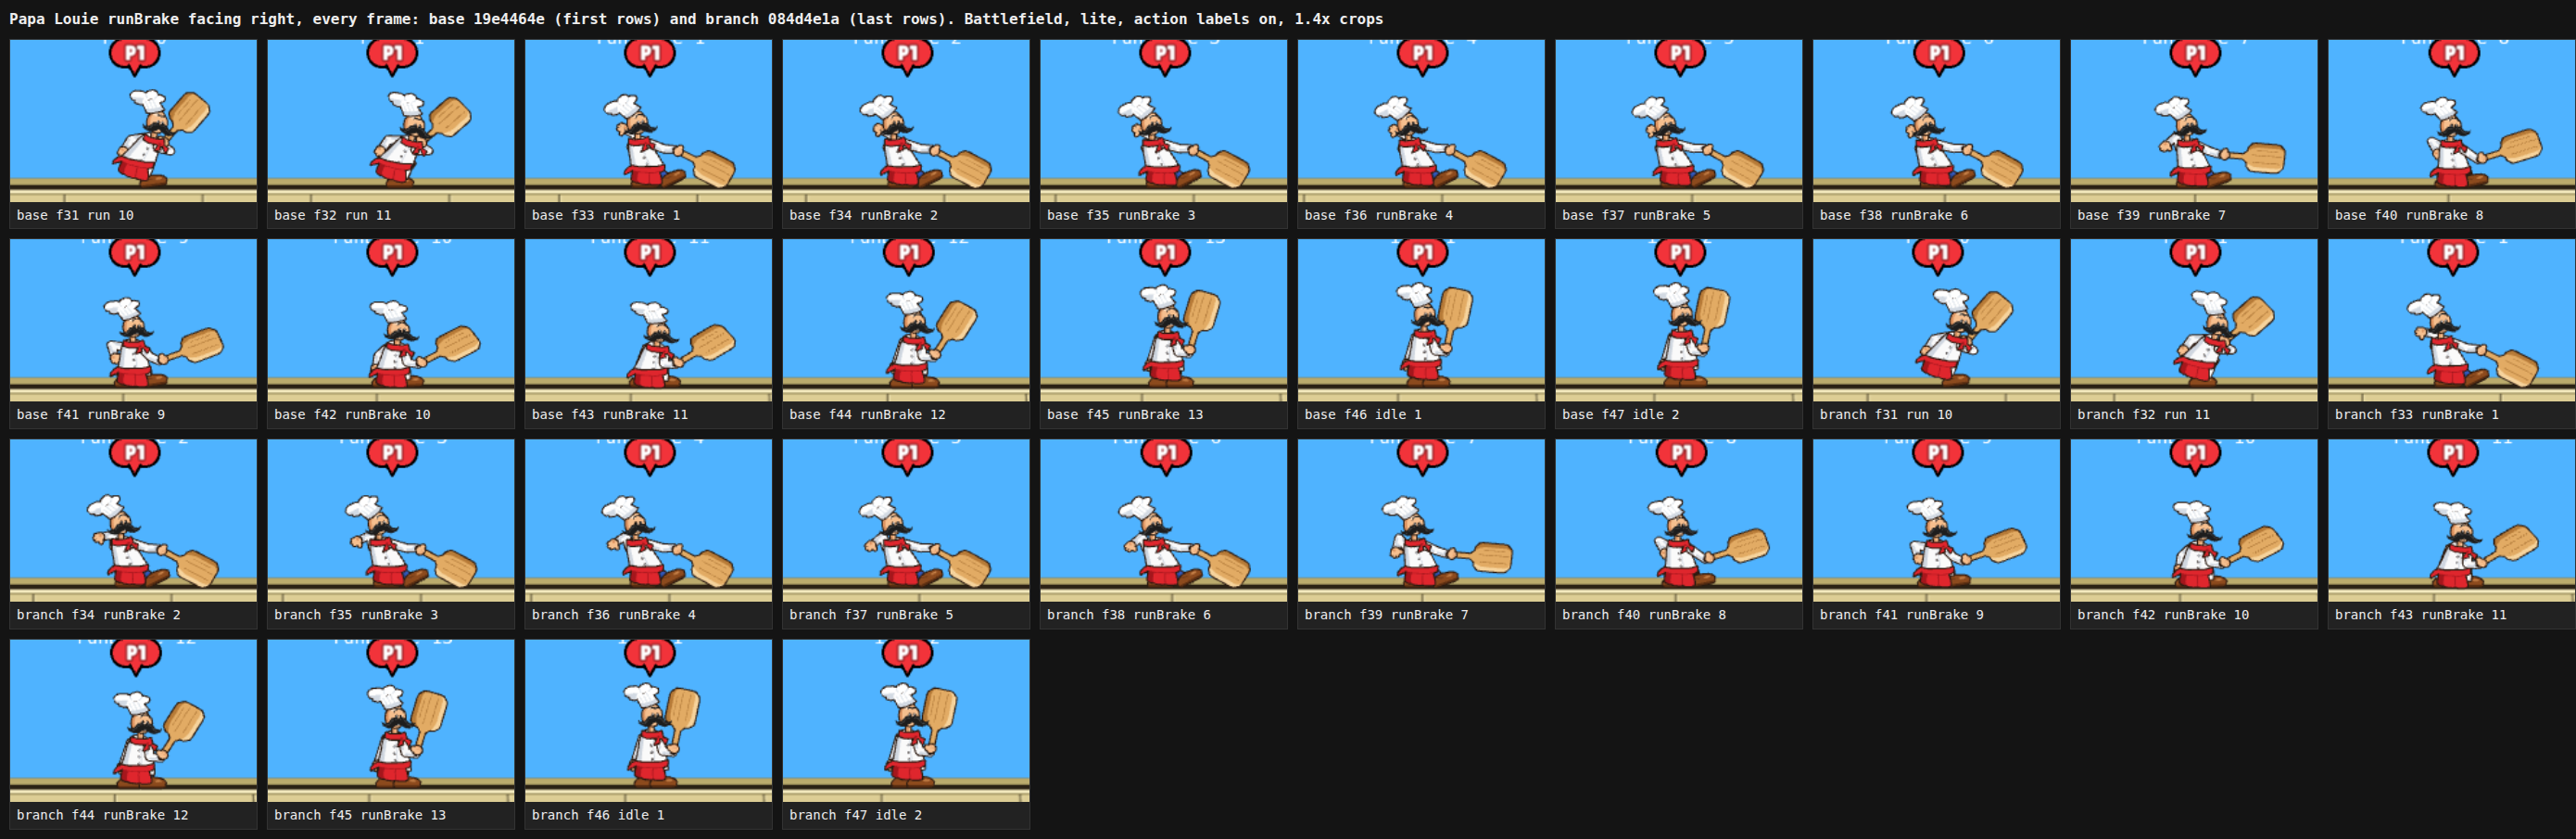 Papa Louie runBrake facing right, every frame: base 19e4464e (first rows) and branch 084d4e1a (last rows). Battlefield, lite, action labels on, 1.4x crops
P1 P1 P1 P1 P1 P1 P1 P1 P1 P1
base f31 run 10
base f32 run 11
base f33 runBrake 1
base f34 runBrake 2
base f35 runBrake 3
base f36 runBrake 4
base f37 runBrake 5
base f38 runBrake 6
base f39 runBrake 7
base f40 runBrake 8
P1 P1 P1 P1 P1 P1 P1 P1 P1 P1
base f41 runBrake 9
base f42 runBrake 10
base f43 runBrake 11
base f44 runBrake 12
base f45 runBrake 13
base f46 idle 1
base f47 idle 2
branch f31 run 10
branch f32 run 11
branch f33 runBrake 1
P1 P1 P1 P1 P1 P1 P1 P1 P1 P1
branch f34 runBrake 2
branch f35 runBrake 3
branch f36 runBrake 4
branch f37 runBrake 5
branch f38 runBrake 6
branch f39 runBrake 7
branch f40 runBrake 8
branch f41 runBrake 9
branch f42 runBrake 10
branch f43 runBrake 11
P1 P1 P1 P1
branch f44 runBrake 12
branch f45 runBrake 13
branch f46 idle 1
branch f47 idle 2